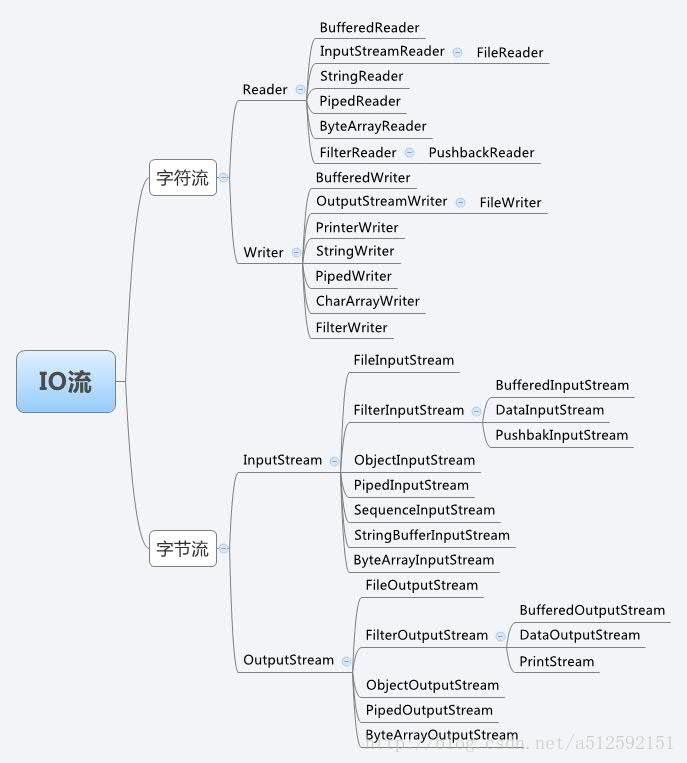 IO流
字符流
Reader
BufferedReader
InputStreamReader FileReader
StringReader
PipedReader
ByteArrayReader
FilterReader PushbackReader
Writer
BufferedWriter
OutputStreamWriter FileWriter
PrinterWriter
StringWriter
PipedWriter
CharArrayWriter
FilterWriter
字节流
InputStream
FileInputStream
FilterInputStream
BufferedInputStream
DataInputStream
PushbakInputStream
ObjectInputStream
PipedInputStream
SequenceInputStream
StringBufferInputStream
ByteArrayInputStream
OutputStream
FileOutputStream
FilterOutputStream
BufferedOutputStream
DataOutputStream
PrintStream
ObjectOutputStream
PipedOutputStream
ByteArrayOutputStream
http://blog.csdn.net/a512592151